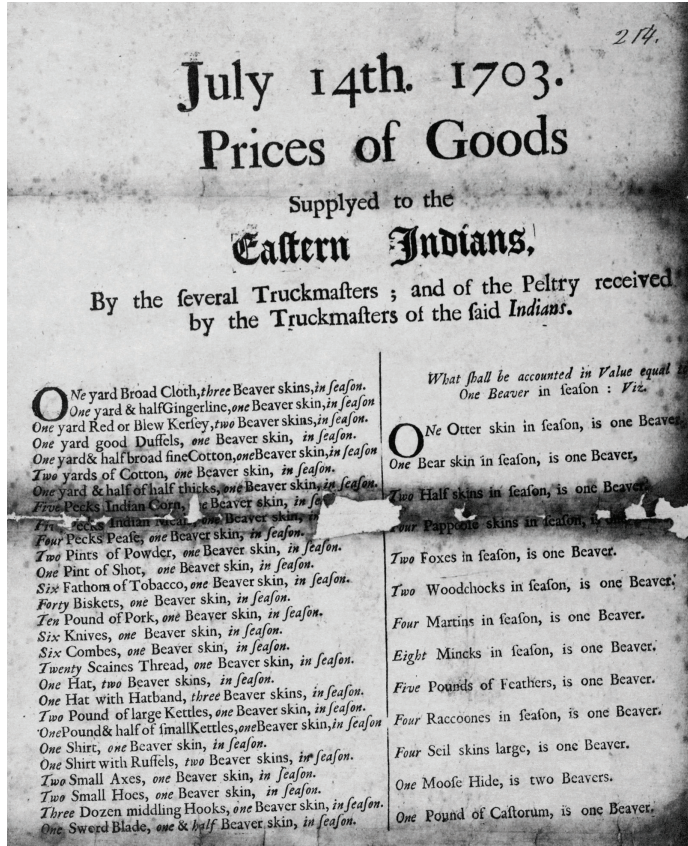 214.
July 14th. 1703.
Prices of Goods
Supplyed to the
Eaſtern Indians,
By the ſeveral Truckmaſters ; and of the Peltry received
by the Truckmaſters of the ſaid Indians.
ONe yard Broad Cloth, three Beaver skins, in ſeaſon.
One yard & half Gingerline, one Beaver skin, in ſeaſon
One yard Red or Blew Kerſey, two Beaver skins, in ſeaſon.
One yard good Duffels, one Beaver skin, in ſeaſon.
One yard & half broad fine Cotton, one Beaver skin, in ſeaſon
Two yards of Cotton, one Beaver skin, in ſeaſon.
One yard & half of half thicks, one Beaver skin, in ſeaſon.
Five Pecks Indian Corn, Beaver skin, in
Pecks Indian Meal, one Beaver skin, in
Four Pecks Peaſe, one Beaver skin, in ſeaſon.
Two Pints of Powder, one Beaver skin, in ſeaſon.
One Pint of Shot, one Beaver skin, in ſeaſon.
Six Fathom of Tobacco, one Beaver skin, in ſeaſon.
Forty Biskets, one Beaver skin, in ſeaſon.
Ten Pound of Pork, one Beaver skin, in ſeaſon.
Six Knives, one Beaver skin, in ſeaſon.
Six Combes, one Beaver skin, in ſeaſon.
Twenty Scaines Thread, one Beaver skin, in ſeaſon.
One Hat, two Beaver skins, in ſeaſon.
One Hat with Hatband, three Beaver skins, in ſeaſon.
Two Pound of large Kettles, one Beaver skin, in ſeaſon.
One Pound & half of ſmall Kettles, one Beaver skin, in ſeaſon
One Shirt, one Beaver skin, in ſeaſon.
One Shirt with Ruffels, two Beaver skins, in ſeaſon.
Two Small Axes, one Beaver skin, in ſeaſon.
Two Small Hoes, one Beaver skin, in ſeaſon.
Three Dozen middling Hooks, one Beaver skin, in ſeaſon.
One Sword Blade, one & half Beaver skin, in ſeaſon.
What ſhall be accounted in Value equal
One Beaver in ſeaſon : Viz.
ONe Otter skin in ſeaſon, is one Beaver,
One Bear skin in ſeaſon, is one Beaver,
Two Half skins in ſeaſon, is one Beaver.
Four Pappoote skins in ſeaſon, is one
Two Foxes in ſeaſon, is one Beaver.
Two Woodchocks in ſeaſon, is one Beaver.
Four Martins in ſeaſon, is one Beaver.
Eight Mincks in ſeaſon, is one Beaver.
Five Pounds of Feathers, is one Beaver.
Four Raccoones in ſeaſon, is one Beaver.
Four Seil skins large, is one Beaver.
One Mooſe Hide, is two Beavers.
One Pound of Caſtorum, is one Beaver.